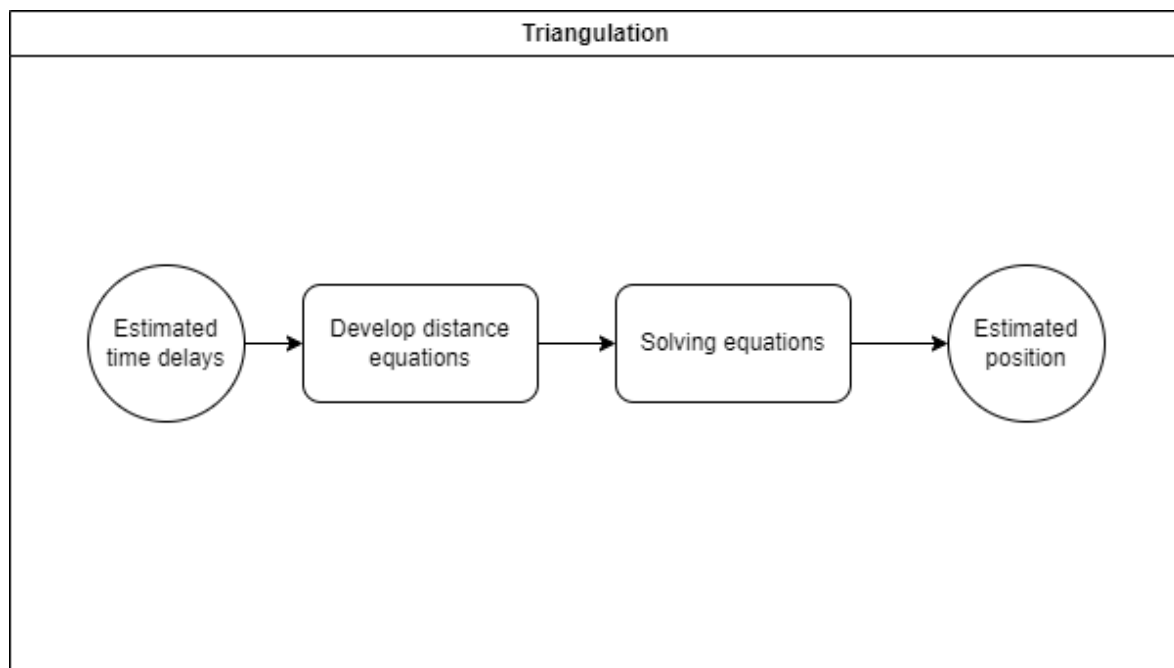 Triangulation
Estimated
time delays
Develop distance
equations
Solving equations
Estimated
position